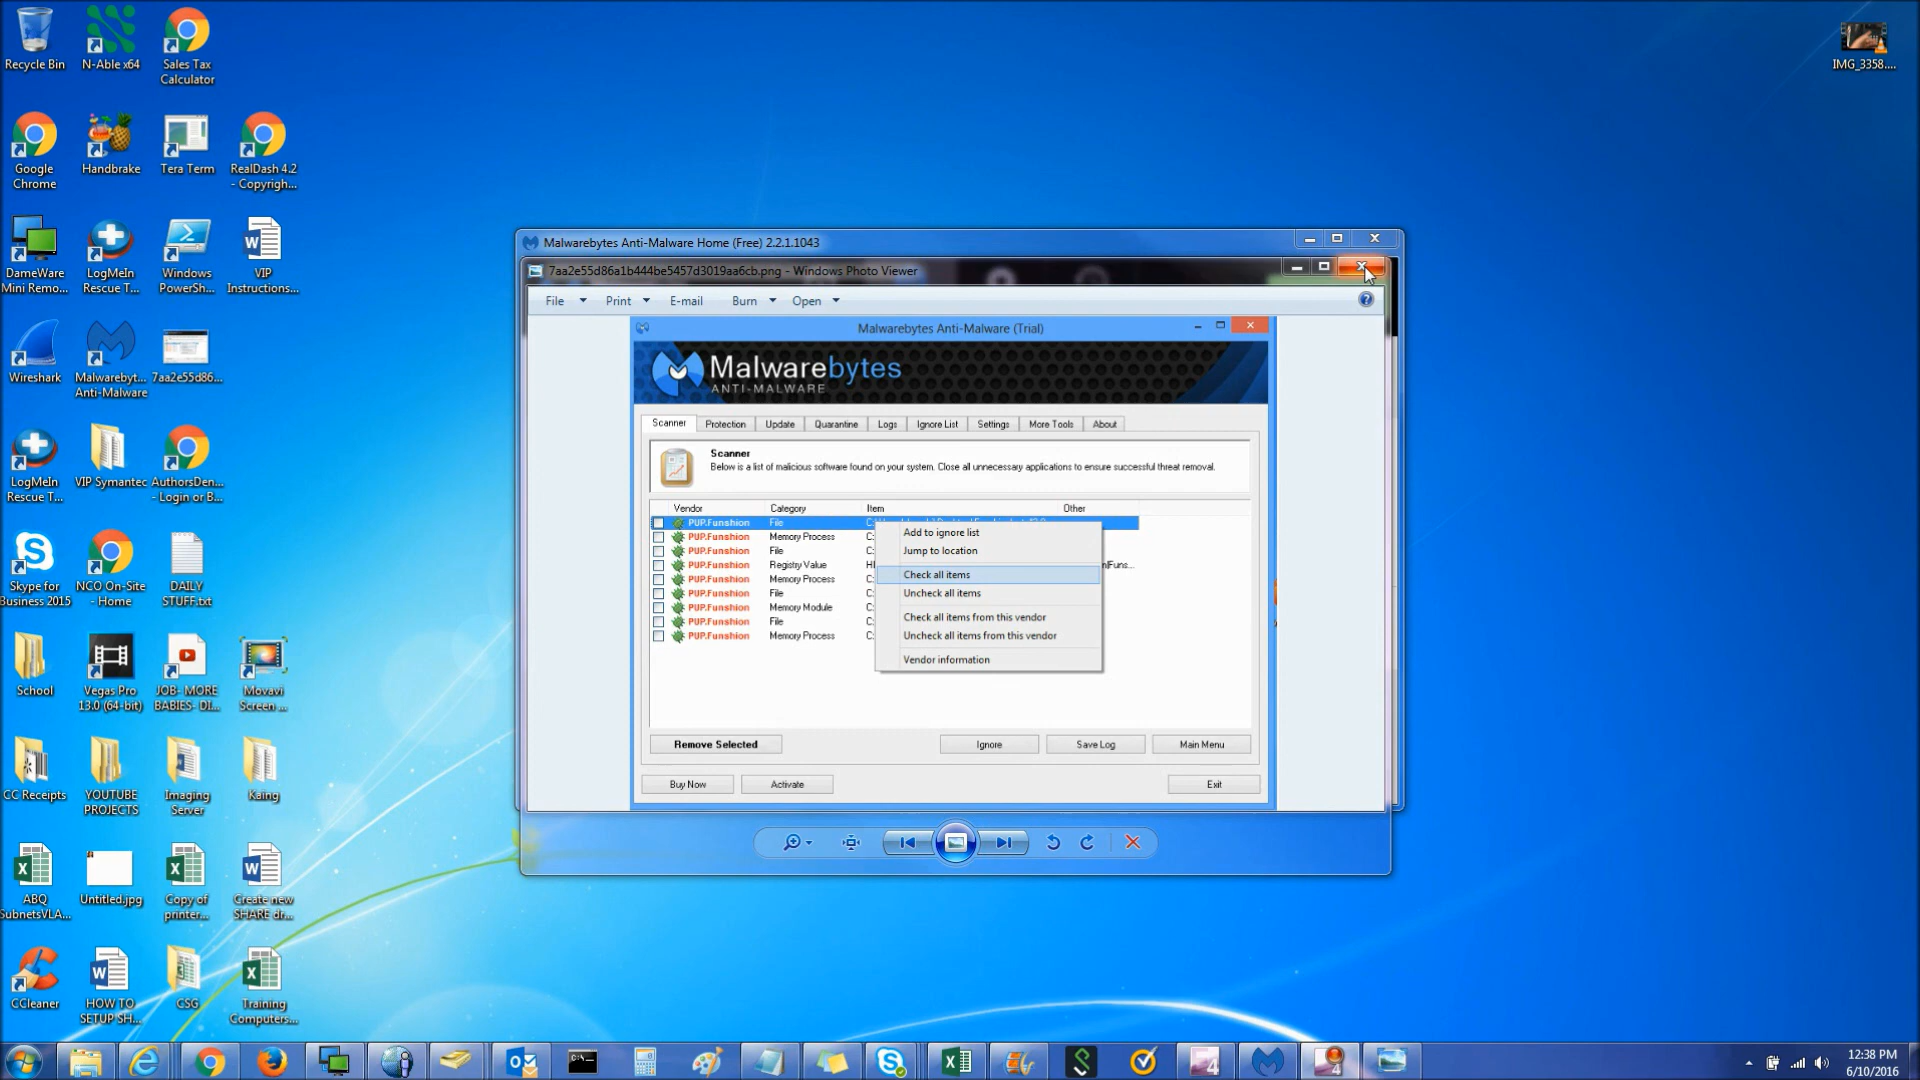 Recycle Bin
N-Able x64
Sales Tax
Calculator
IMG_3358....
Google
Chrome
Handbrake
Tera Term
RealDash 4.2
- Copyrigh...
DameWare
Mini Remo...
LogMeIn
Rescue T...
Windows
PowerSh...
VIP
Instructions...
Wireshark
Malwarebyt...
Anti-Malware
7aa2e55d86...
LogMeIn
Rescue T...
VIP Symantec
AuthorsDen...
- Login or B...
Skype for
Business 2015
NCO On-Site
- Home
DAILY
STUFF.txt
School
Vegas Pro
13.0 (64-bit)
JOB- MORE
BABIES- DI...
Movavi
Screen ...
CC Receipts
YOUTUBE
PROJECTS
Imaging
Server
Kaing
ABQ
SubnetsVLA...
Untitled.jpg
Copy of
printer...
Create new
SHARE dr...
CCleaner
HOW TO
SETUP SH...
CSG
Training
Computers...
Malwarebytes Anti-Malware Home (Free) 2.2.1.1043
7aa2e55d86a1b444be5457d3019aa6cb.png - Windows Photo Viewer
File Print E-mail Burn Open
Malwarebytes Anti-Malware (Trial)
Malwarebytes
ANTI-MALWARE
Scanner Protection Update Quarantine Logs Ignore List Settings More Tools About
Scanner
Below is a list of malicious software found on your system. Close all unnecessary applications to ensure successful threat removal.
Vendor Category Item Other
PUP.Funshion File C:
PUP.Funshion Memory Process C:
PUP.Funshion File C:
PUP.Funshion Registry Value H n|Funs...
PUP.Funshion Memory Process C:
PUP.Funshion File C:
PUP.Funshion Memory Module C:
PUP.Funshion File C:
PUP.Funshion Memory Process C:
Add to ignore list
Jump to location
Check all items
Uncheck all items
Check all items from this vendor
Uncheck all items from this vendor
Vendor information
Remove Selected Ignore Save Log Main Menu
Buy Now Activate Exit
12:38 PM
6/10/2016